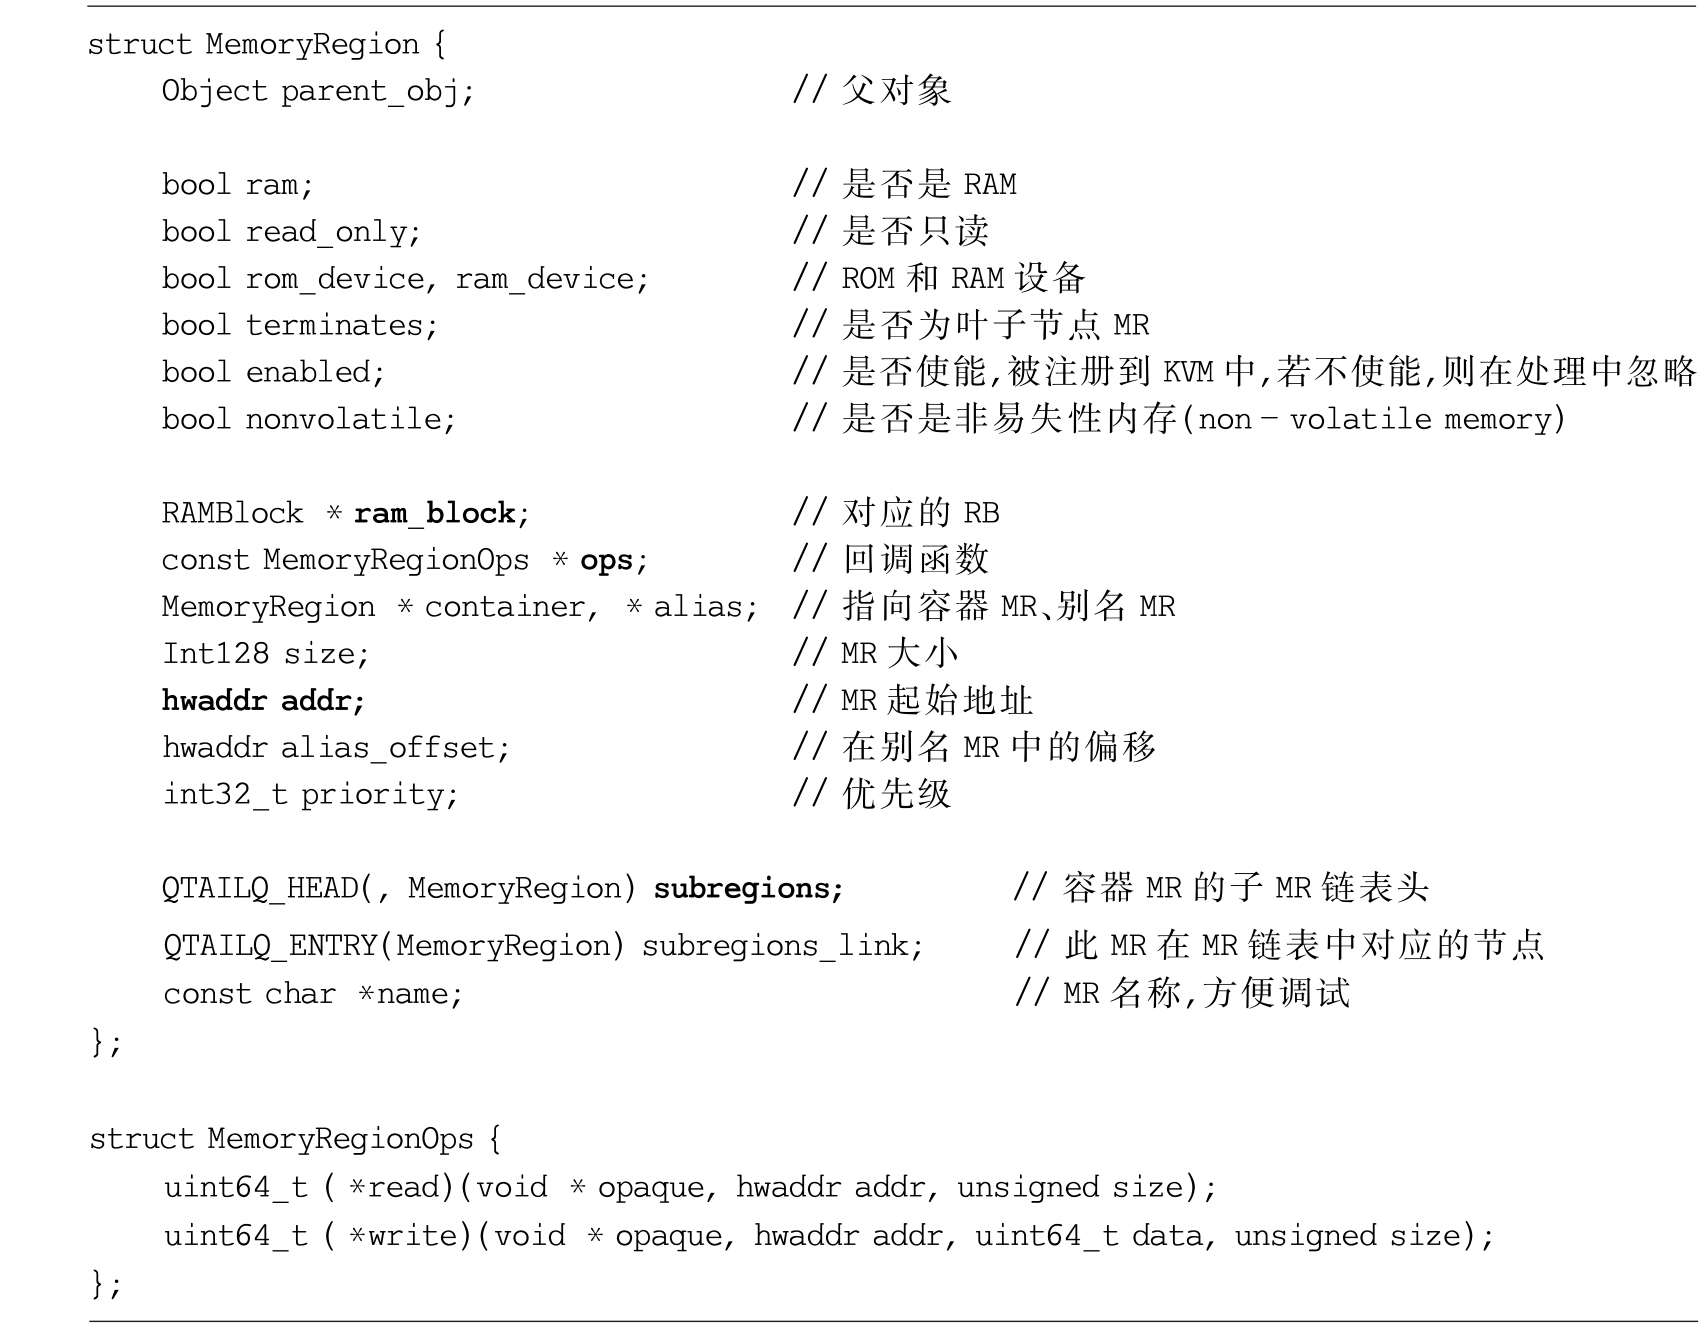 struct MemoryRegion {
Object parent_obj; // 父对象
bool ram; // 是否是 RAM
bool read_only; // 是否只读
bool rom_device, ram_device; // ROM 和 RAM 设备
bool terminates; // 是否为叶子节点 MR
bool enabled; // 是否使能,被注册到 KVM 中,若不使能,则在处理中忽略
bool nonvolatile; // 是否是非易失性内存(non-volatile memory)
RAMBlock * ram_block; // 对应的 RB
const MemoryRegionOps * ops; // 回调函数
MemoryRegion * container, * alias; // 指向容器 MR、别名 MR
Int128 size; // MR 大小
hwaddr addr; // MR 起始地址
hwaddr alias_offset; // 在别名 MR 中的偏移
int32_t priority; // 优先级
QTAILQ_HEAD(, MemoryRegion) subregions; // 容器 MR 的子 MR 链表头
QTAILQ_ENTRY(MemoryRegion) subregions_link; // 此 MR 在 MR 链表中对应的节点
const char *name; // MR 名称,方便调试
};
struct MemoryRegionOps {
uint64_t ( *read)(void * opaque, hwaddr addr, unsigned size);
uint64_t ( *write)(void * opaque, hwaddr addr, uint64_t data, unsigned size);
};